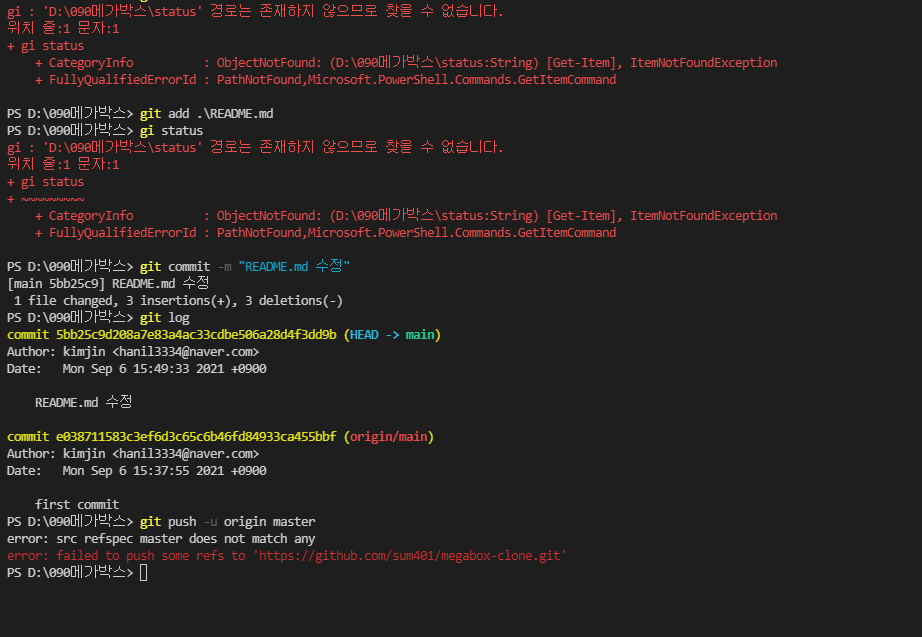 gi : 'D:\090메가박스\status' 경로는 존재하지 않으므로 찾을 수 없습니다.
위치 줄:1 문자:1
+ gi status
    + CategoryInfo          : ObjectNotFound: (D:\090메가박스\status:String) [Get-Item], ItemNotFoundException
    + FullyQualifiedErrorId : PathNotFound,Microsoft.PowerShell.Commands.GetItemCommand

PS D:\090메가박스> git add .\README.md
PS D:\090메가박스> gi status
gi : 'D:\090메가박스\status' 경로는 존재하지 않으므로 찾을 수 없습니다.
위치 줄:1 문자:1
+ gi status
+ ~~~~~~~~~
    + CategoryInfo          : ObjectNotFound: (D:\090메가박스\status:String) [Get-Item], ItemNotFoundException
    + FullyQualifiedErrorId : PathNotFound,Microsoft.PowerShell.Commands.GetItemCommand

PS D:\090메가박스> git commit -m "README.md 수정"
[main 5bb25c9] README.md 수정
 1 file changed, 3 insertions(+), 3 deletions(-)
PS D:\090메가박스> git log
commit 5bb25c9d208a7e83a4ac33cdbe506a28d4f3dd9b (HEAD -> main)
Author: kimjin <hanil3334@naver.com>
Date:   Mon Sep 6 15:49:33 2021 +0900

    README.md 수정

commit e038711583c3ef6d3c65c6b46fd84933ca455bbf (origin/main)
Author: kimjin <hanil3334@naver.com>
Date:   Mon Sep 6 15:37:55 2021 +0900

    first commit
PS D:\090메가박스> git push -u origin master
error: src refspec master does not match any
error: failed to push some refs to 'https://github.com/sum401/megabox-clone.git'
PS D:\090메가박스>